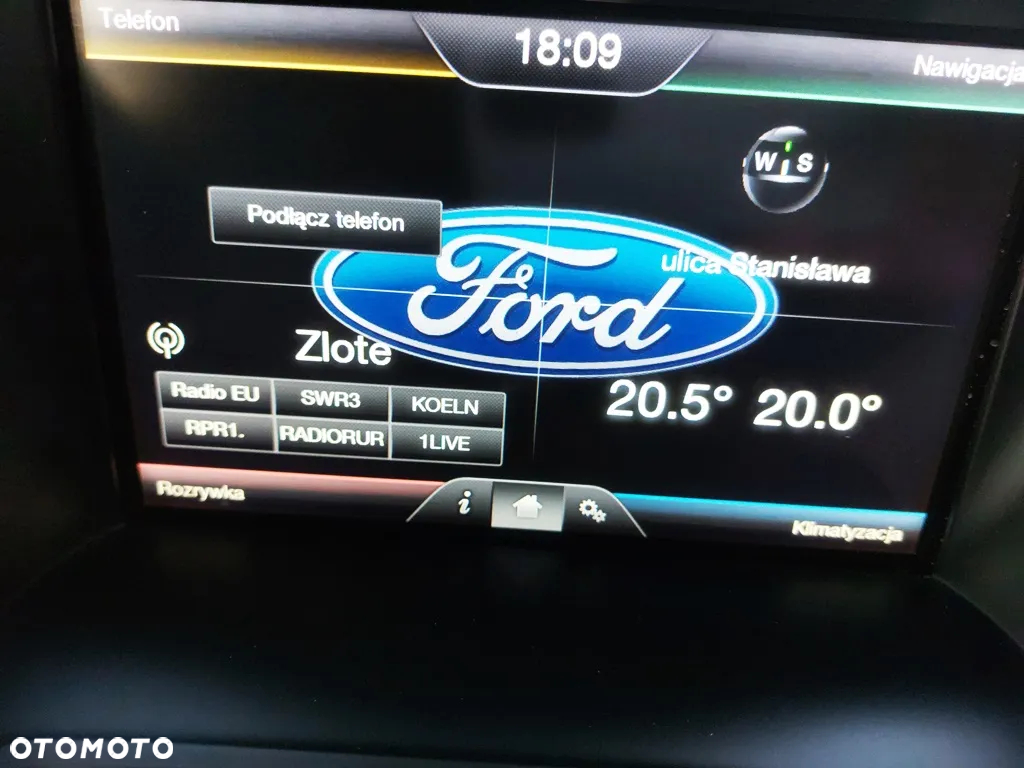 Telefon
18:09
Nawigacja
W S
Podłącz telefon
Ford
ulica Stanisława
Zlote
20.5° 20.0°
Radio EU SWR3 KOELN
RPR1. RADIORUR 1LIVE
Rozrywka
i
Klimatyzacja
OTOMOTO